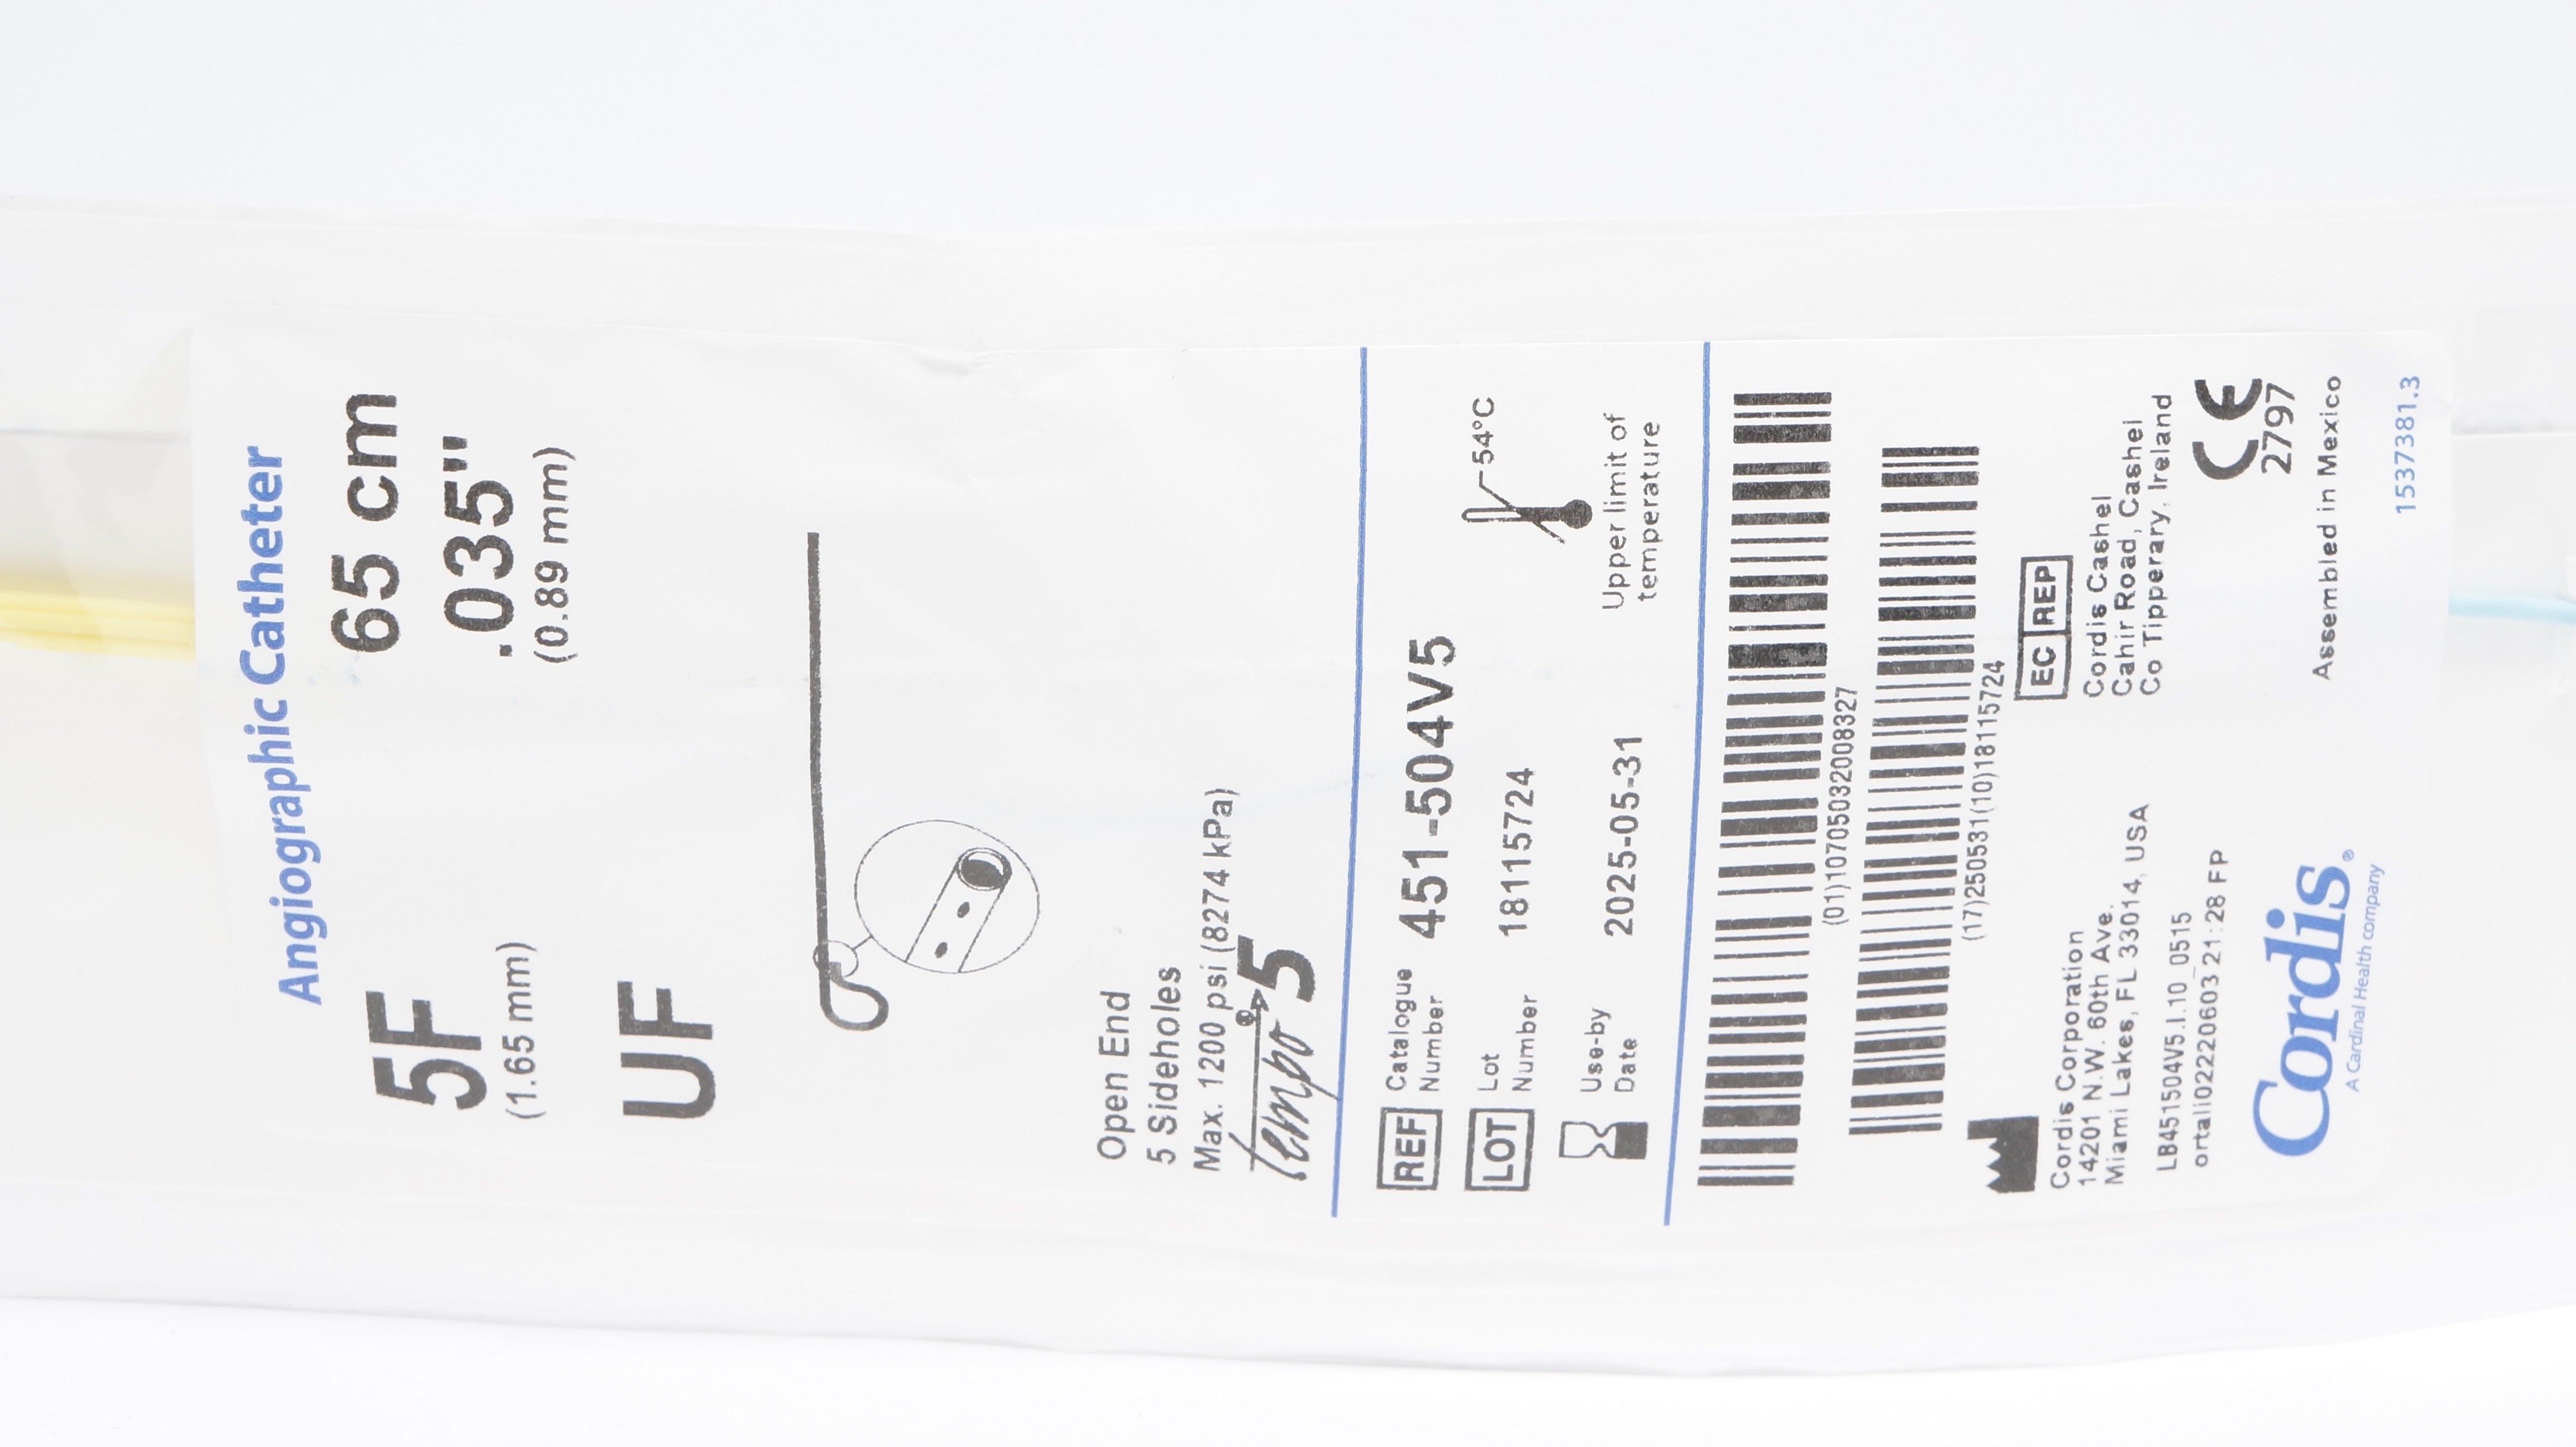 Angiographic Catheter
5F 65 cm
(1.65 mm) .035"
(0.89 mm)
UF
Open End
5 Sideholes
Max. 1200 psi (8274 kPa)
Tempo® 5
REF Catalogue Number 451-504V5
LOT Lot Number 18115724
54°C
Use-by Date 2025-05-31
Upper limit of
temperature
(01)10705032008327
(17)250531(10)18115724
Cordis Corporation
14201 N.W. 60th Ave.
Miami Lakes, FL 33014, USA
EC REP
Cordis Cashel
Cahir Road, Cashel
Co Tipperary, Ireland
LB451504V5.I.10_0515
ortali02220603 21:28 FP
CE
2797
Cordis®
A Cardinal Health company
Assembled in Mexico
1537381.3